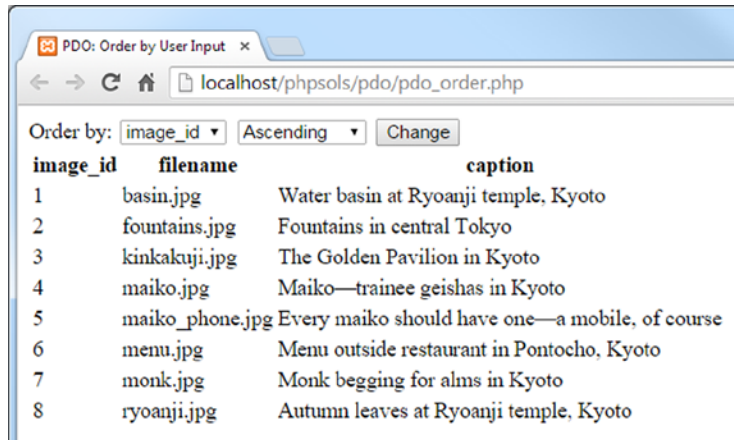 PDO: Order by User Input ×
localhost/phpsols/pdo/pdo_order.php
Order by: image_id Ascending Change
image_id filename caption
1 basin.jpg Water basin at Ryoanji temple, Kyoto
2 fountains.jpg Fountains in central Tokyo
3 kinkakuji.jpg The Golden Pavilion in Kyoto
4 maiko.jpg Maiko—trainee geishas in Kyoto
5 maiko_phone.jpg Every maiko should have one—a mobile, of course
6 menu.jpg Menu outside restaurant in Pontocho, Kyoto
7 monk.jpg Monk begging for alms in Kyoto
8 ryoanji.jpg Autumn leaves at Ryoanji temple, Kyoto